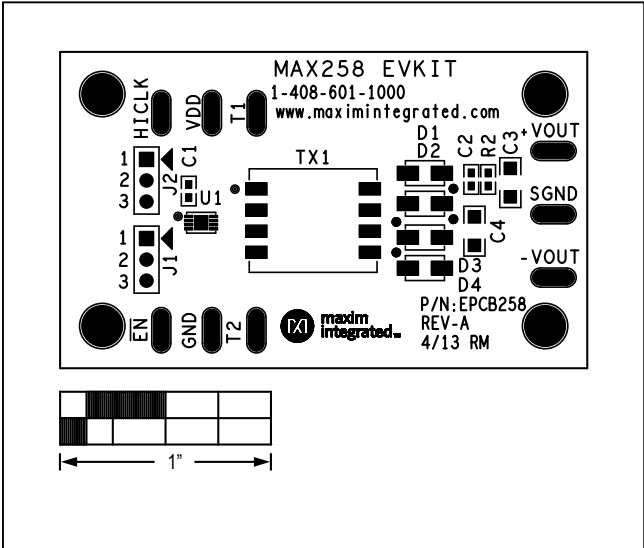 MAX258 EVKIT
1-408-601-1000
www.maximintegrated.com
HICLK
VDD
T1
1
2
3
J2
C1
U1
TX1
D1
D2
C2
R2
C3
+VOUT
SGND
C4
-VOUT
1
2
3
J1
D3
D4
EN
GND
T2
maxim
integrated™
P/N:EPCB258
REV-A
4/13 RM
1"